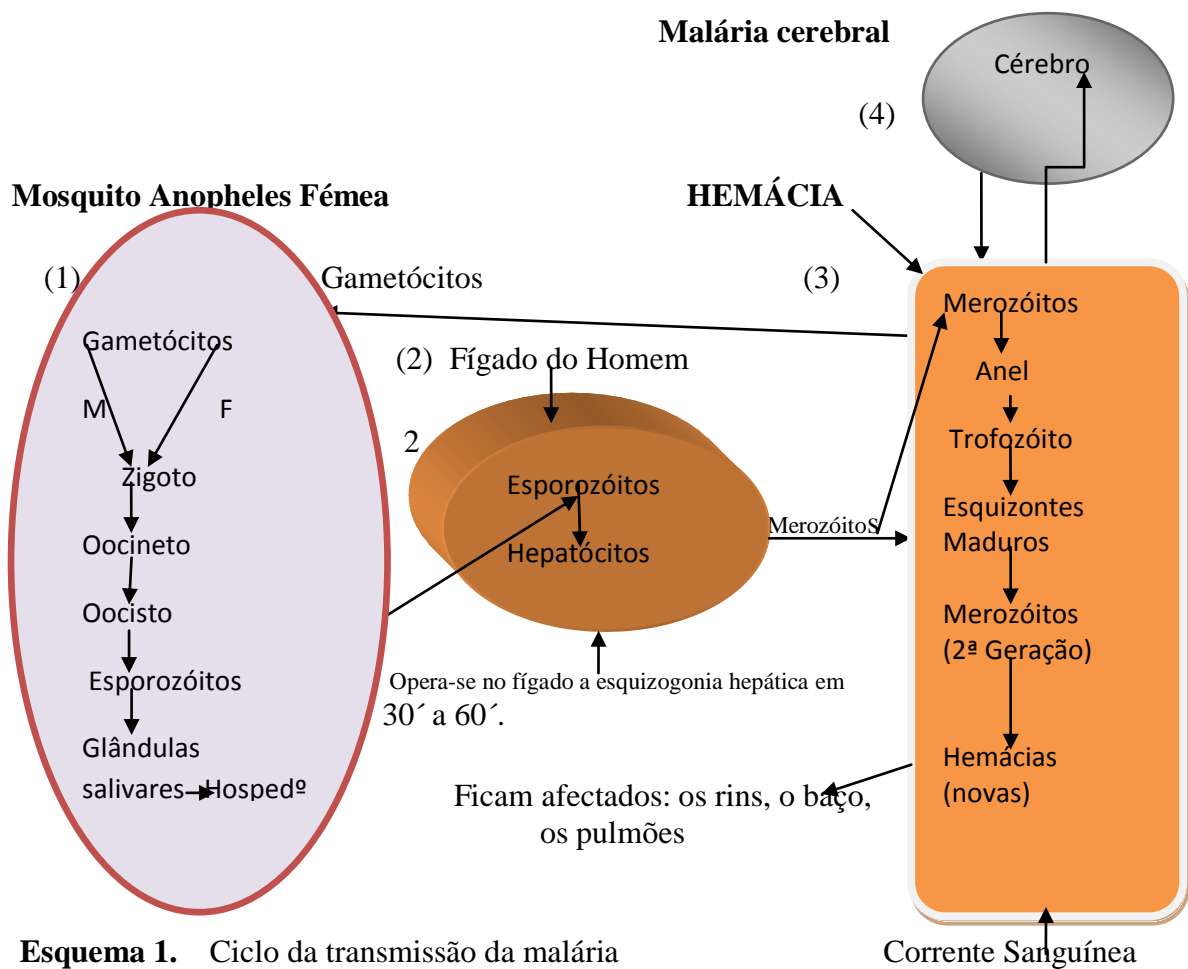 Malária cerebral
Cérebro
(4)
Mosquito Anopheles Fémea
HEMÁCIA
(1)
Gametócitos
(3)
Gametócitos
M F
Zigoto
Oocineto
Oocisto
Esporozóitos
Glândulas
salivares Hospedº
(2) Fígado do Homem
2
Esporozóitos
Hepatócitos
Merozóitos
Opera-se no fígado a esquizogonia hepática em
30´ a 60´.
Merozóitos
Anel
Trofozóito
Esquizontes
Maduros
Merozóitos
(2ª Geração)
Hemácias
(novas)
Ficam afectados: os rins, o baço,
os pulmões
Esquema 1. Ciclo da transmissão da malária
Corrente Sanguínea